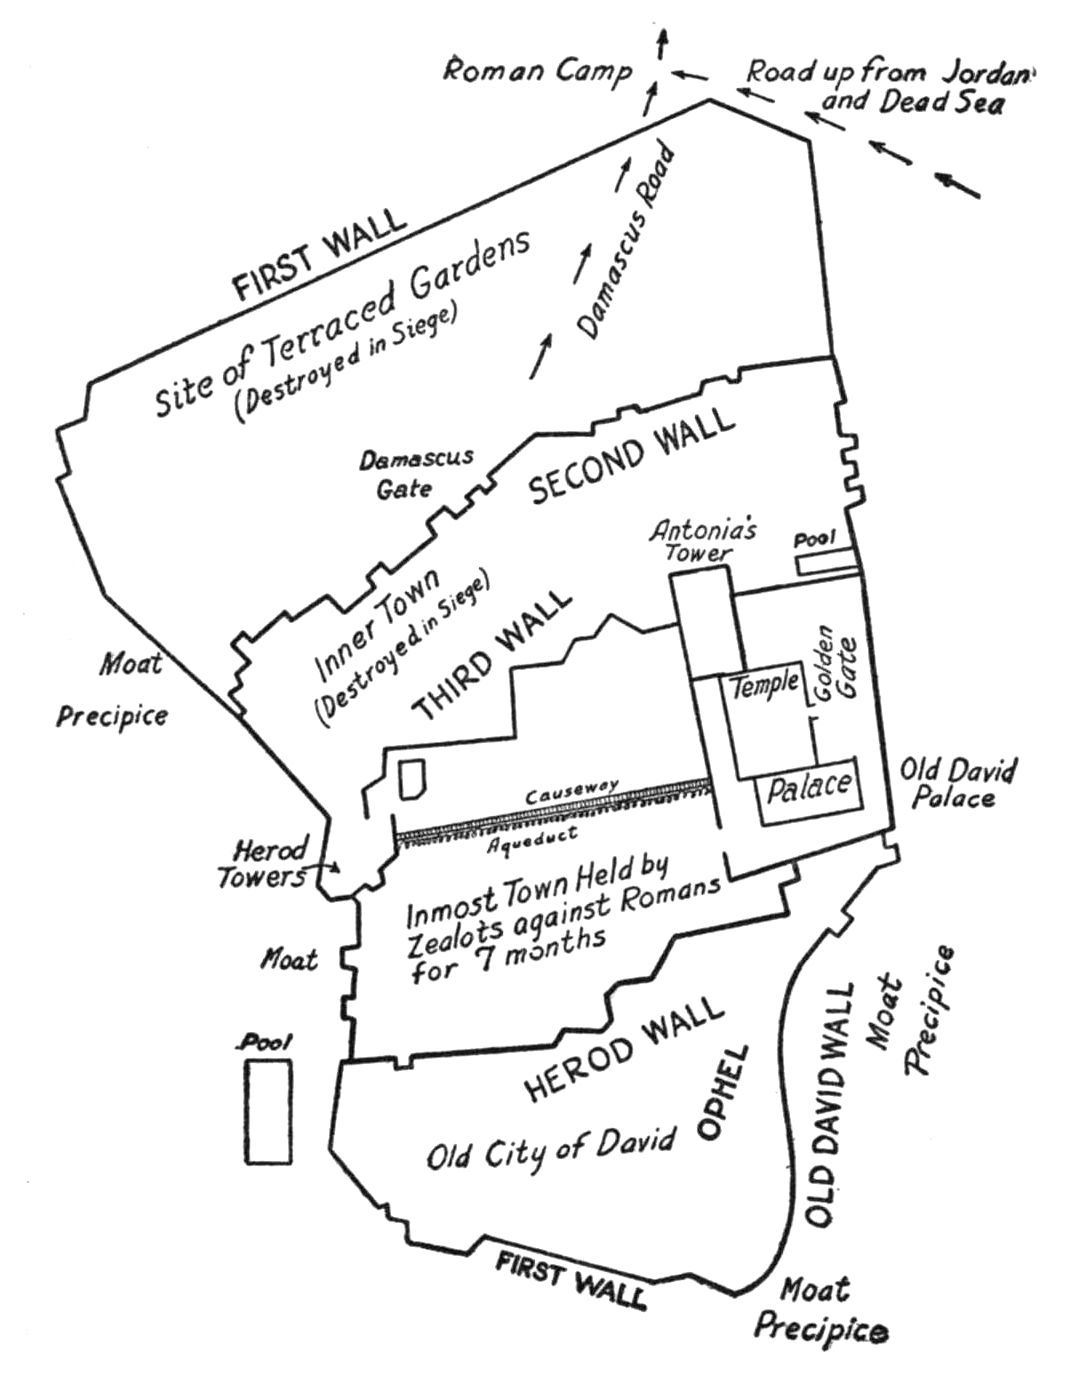 Roman Camp
Road up from Jordan
and Dead Sea
Damascus Road
FIRST WALL
Site of Terraced Gardens
(Destroyed in Siege)
Damascus
Gate
SECOND WALL
Antonia's
Tower
Pool
Inner Town
(Destroyed in Siege)
THIRD WALL
Golden
Gate
Temple
Moat
Precipice
Palace
Old David
Palace
Causeway
Aqueduct
Herod
Towers
Inmost Town Held by
Zealots against Romans
for 7 months
Moat
Moat
Precipice
Pool
HEROD WALL
OPHEL
OLD DAVID WALL
Old City of David
FIRST WALL
Moat
Precipice